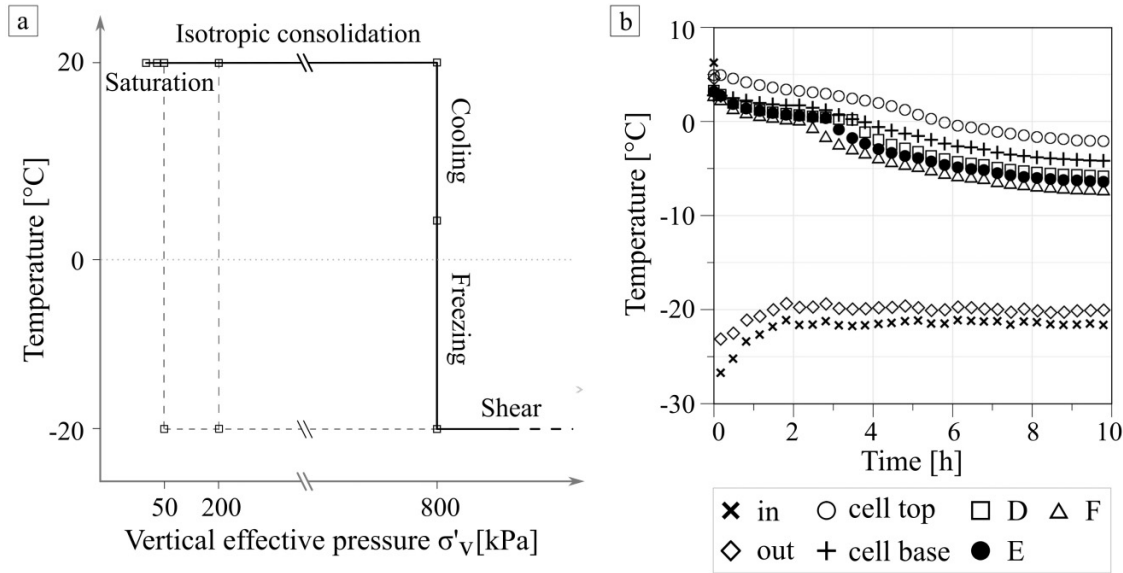 a
Isotropic consolidation
20
Saturation
Cooling
Temperature [°C]
0
Freezing
Shear
-20
50 200 800
Vertical effective pressure σ'v [kPa]
b
10
0
-10
-20
-30
Temperature [°C]
0 2 4 6 8 10
Time [h]
in cell top D F
out cell base E